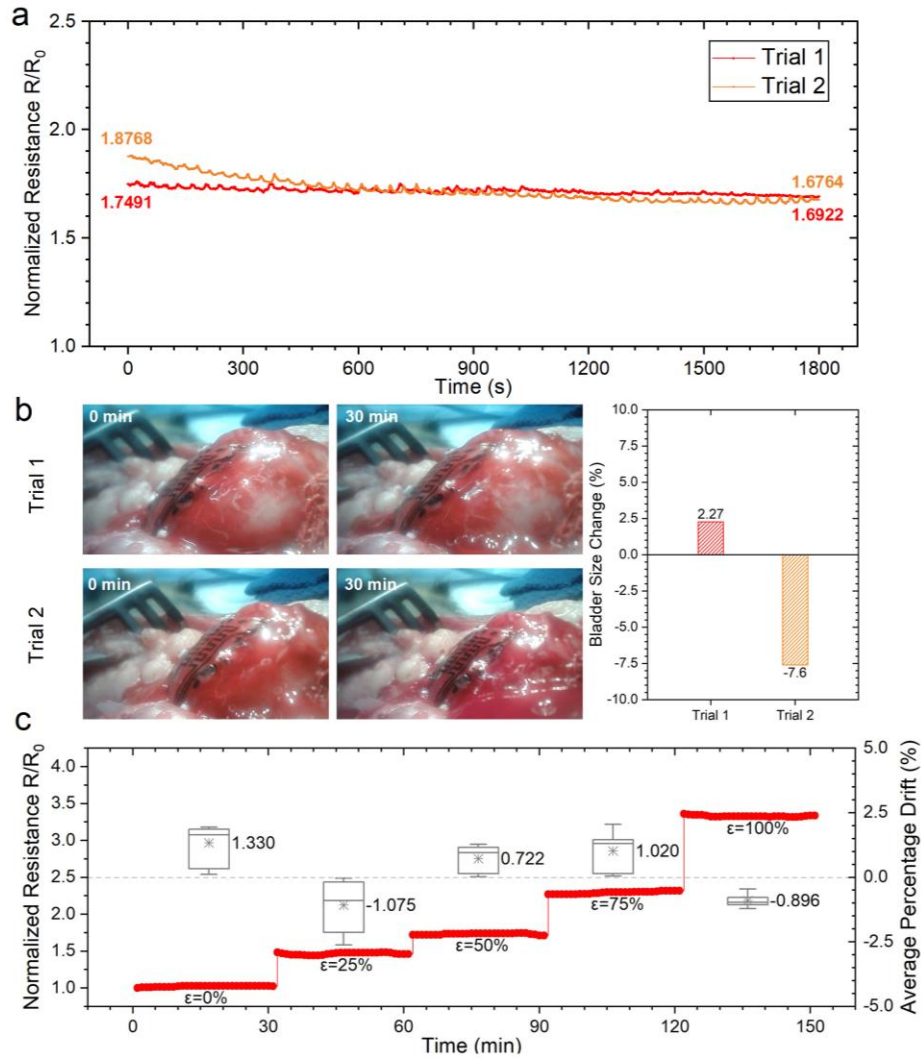 a
2.5
2.0
1.5
1.0
Normalized Resistance R/R₀
Trial 1
Trial 2
1.8768
1.7491
1.6764
1.6922
0 300 600 900 1200 1500 1800
Time (s)
b
Trial 1
0 min
30 min
Trial 2
0 min
30 min
Bladder Size Change (%)
10.0
7.5
5.0
2.5
0.0
-2.5
-5.0
-7.5
-10.0
2.27
-7.6
Trial 1 Trial 2
c
Normalized Resistance R/R₀
4.0
3.5
3.0
2.5
2.0
1.5
1.0
1.330
-1.075
0.722
1.020
-0.896
ε=0%
ε=25%
ε=50%
ε=75%
ε=100%
5.0
2.5
0.0
-2.5
-5.0
Average Percentage Drift (%)
0 30 60 90 120 150
Time (min)